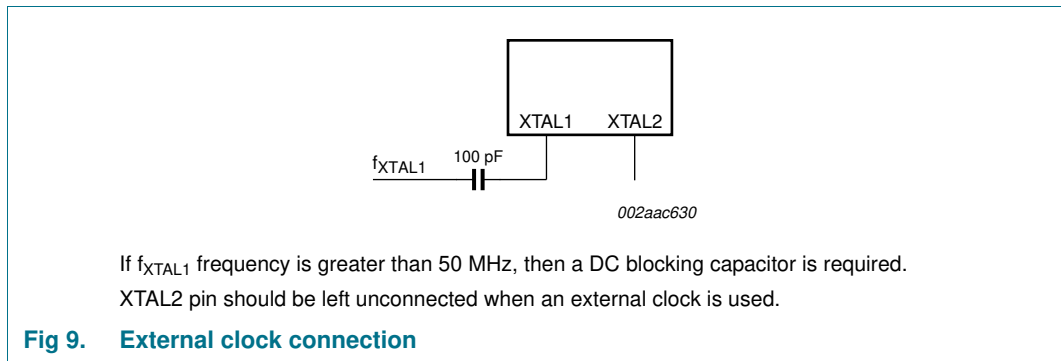 XTAL1 XTAL2
fXTAL1
100 pF
002aac630
If fXTAL1 frequency is greater than 50 MHz, then a DC blocking capacitor is required.
XTAL2 pin should be left unconnected when an external clock is used.
Fig 9. External clock connection